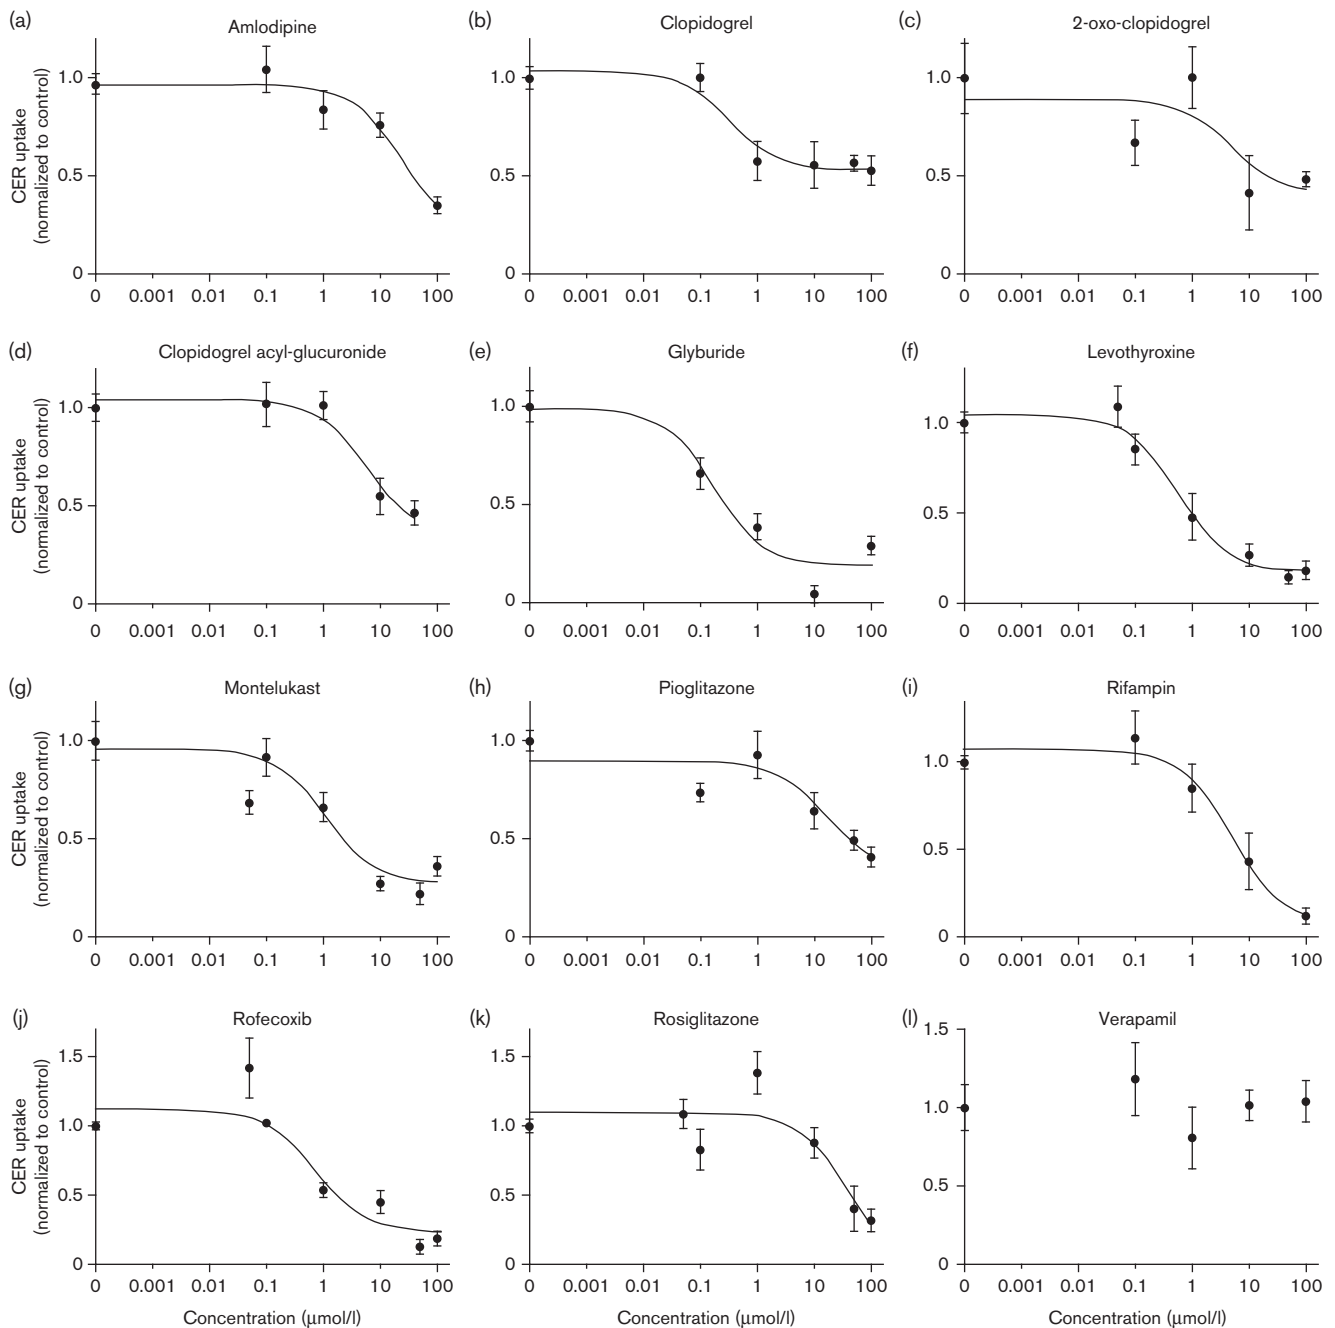 (a) Amlodipine
(b) Clopidogrel
(c) 2-oxo-clopidogrel
CER uptake
(normalized to control)
1.0
0.5
0
0 0.001 0.01 0.1 1 10 100
1.0
0.5
0
0 0.001 0.01 0.1 1 10 100
1.0
0.5
0
0 0.001 0.01 0.1 1 10 100
(d) Clopidogrel acyl-glucuronide
(e) Glyburide
(f) Levothyroxine
CER uptake
(normalized to control)
1.0
0.5
0
0 0.001 0.01 0.1 1 10 100
1.0
0.5
0
0 0.001 0.01 0.1 1 10 100
1.0
0.5
0
0 0.001 0.01 0.1 1 10 100
(g) Montelukast
(h) Pioglitazone
(i) Rifampin
CER uptake
(normalized to control)
1.0
0.5
0
0 0.001 0.01 0.1 1 10 100
1.0
0.5
0
0 0.001 0.01 0.1 1 10 100
1.0
0.5
0
0 0.001 0.01 0.1 1 10 100
(j) Rofecoxib
(k) Rosiglitazone
(l) Verapamil
CER uptake
(normalized to control)
1.5
1.0
0.5
0
0 0.001 0.01 0.1 1 10 100
Concentration (μmol/l)
1.5
1.0
0.5
0
0 0.001 0.01 0.1 1 10 100
Concentration (μmol/l)
1.5
1.0
0.5
0
0 0.001 0.01 0.1 1 10 100
Concentration (μmol/l)